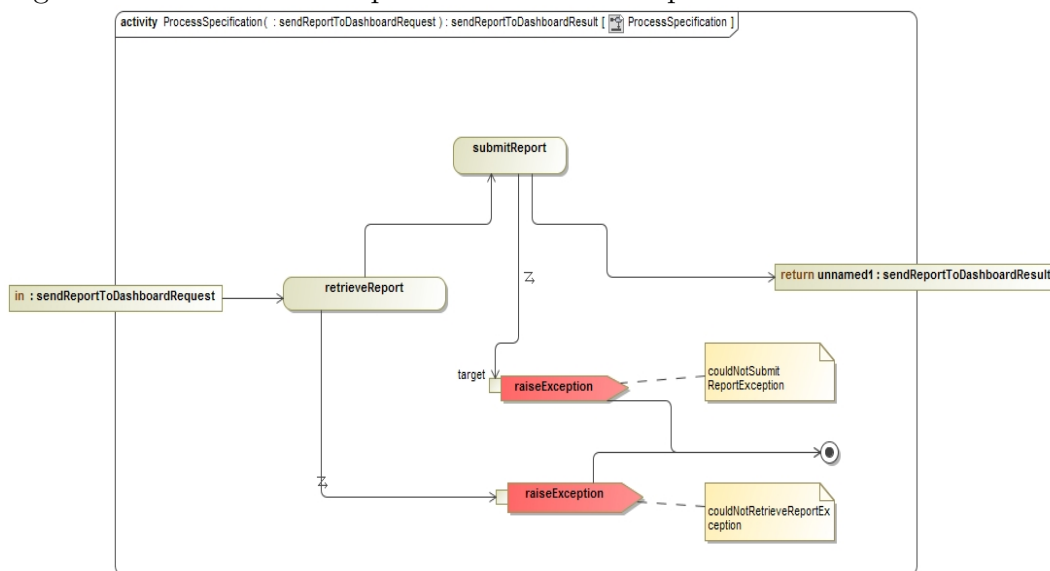 activity ProcessSpecification( : sendReportToDashboardRequest ) : sendReportToDashboardResult [ ProcessSpecification ]
submitReport
return unnamed1 : sendReportToDashboardResult
in : sendReportToDashboardRequest
retrieveReport
target
raiseException
couldNotSubmit
ReportException
raiseException
couldNotRetrieveReportEx
ception